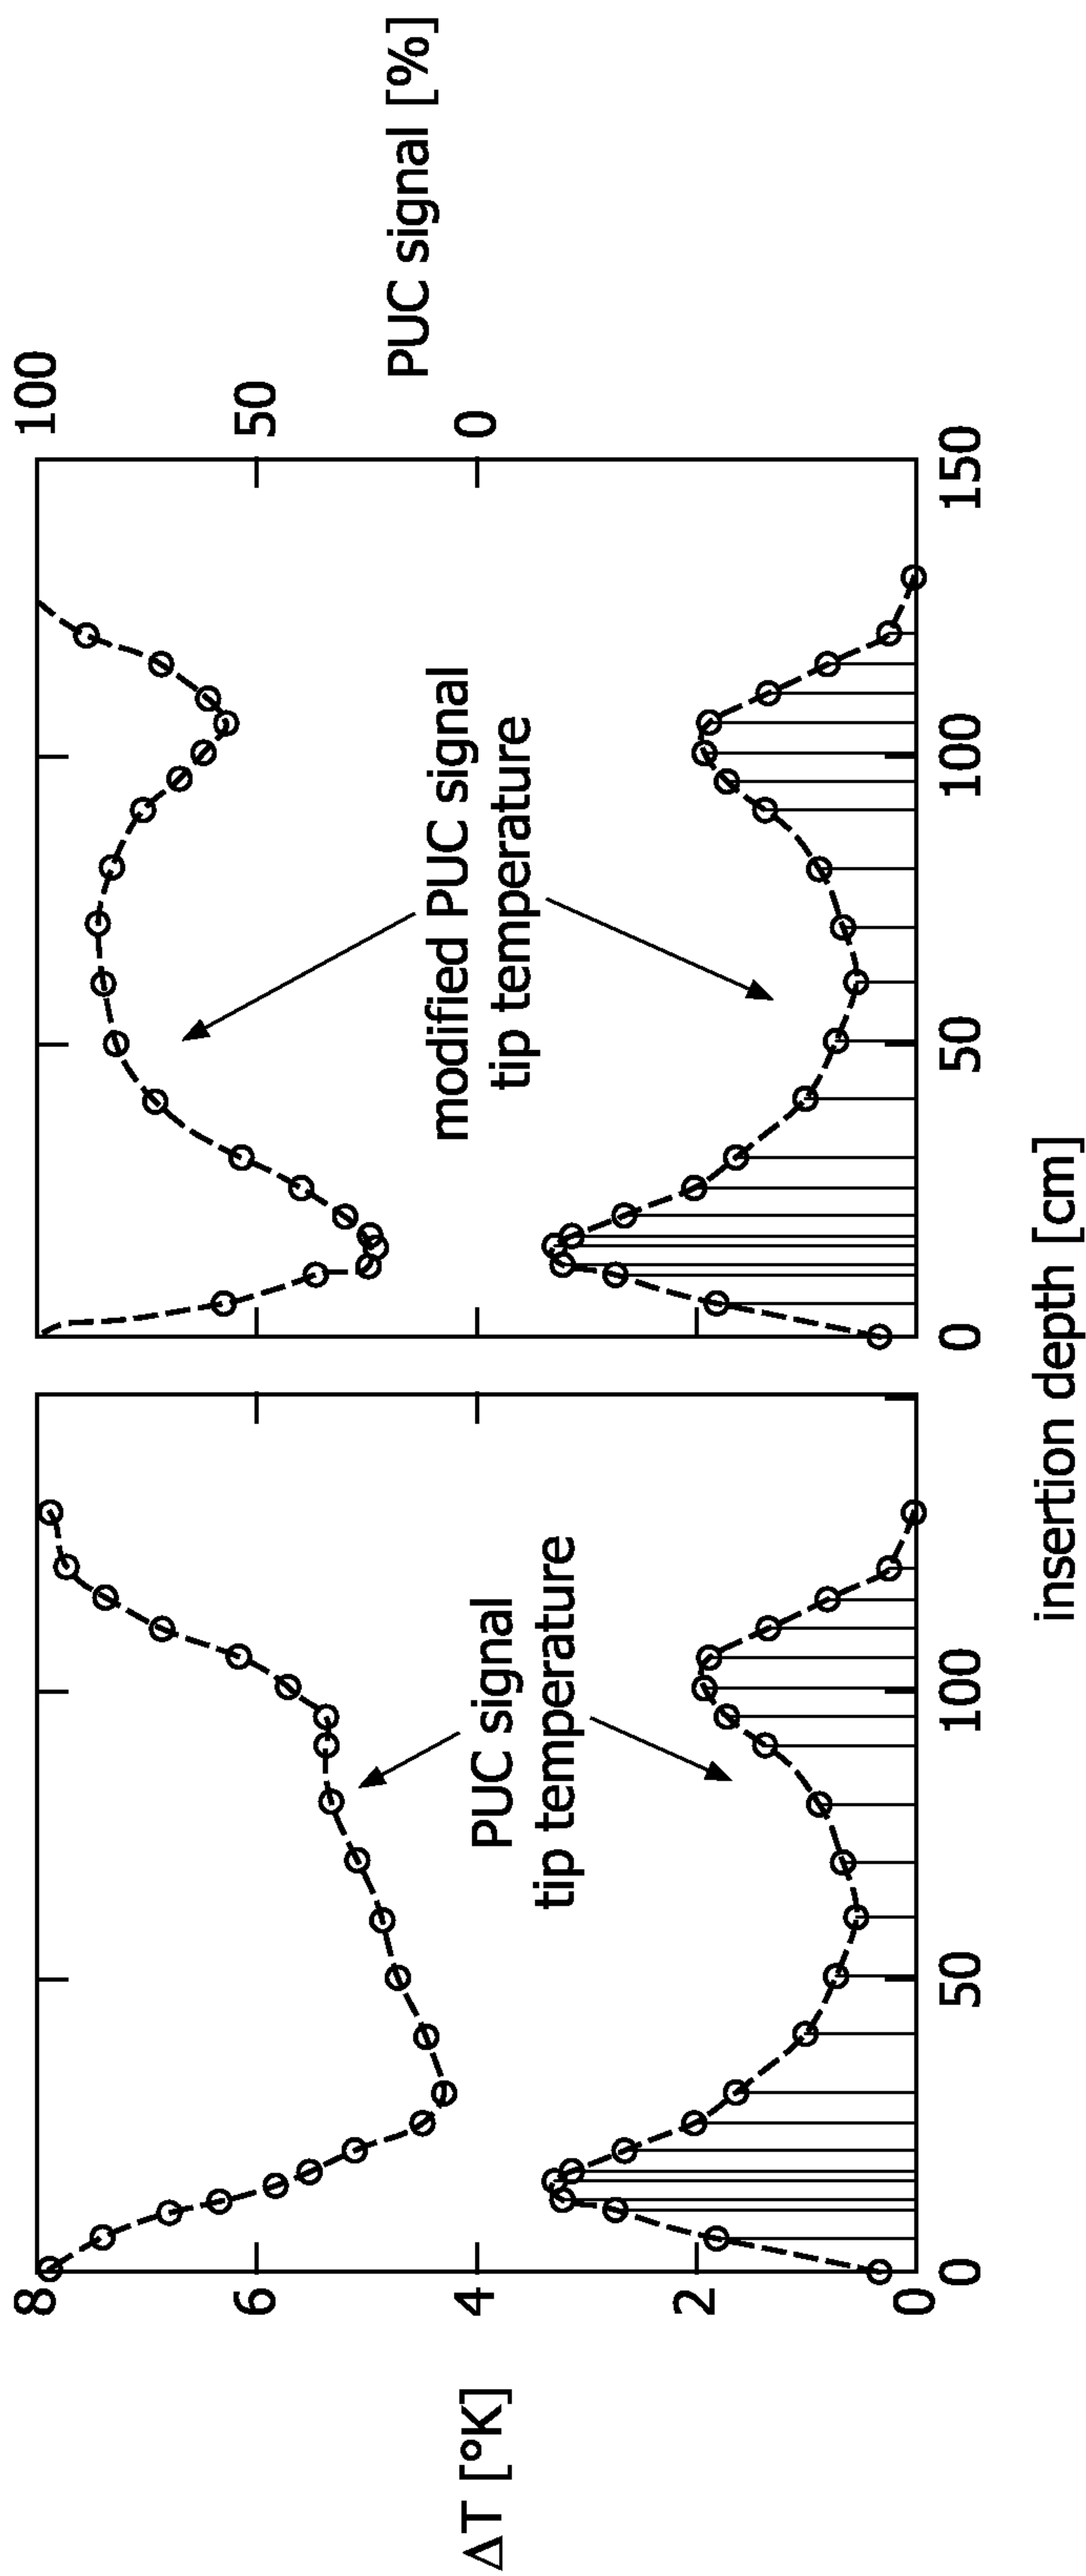 ΔT [°K]
8
6
4
2
0
PUC signal
tip temperature
0
50
100
modified PUC signal
tip temperature
0
50
100
150
100
50
0
PUC signal [%]
insertion depth [cm]